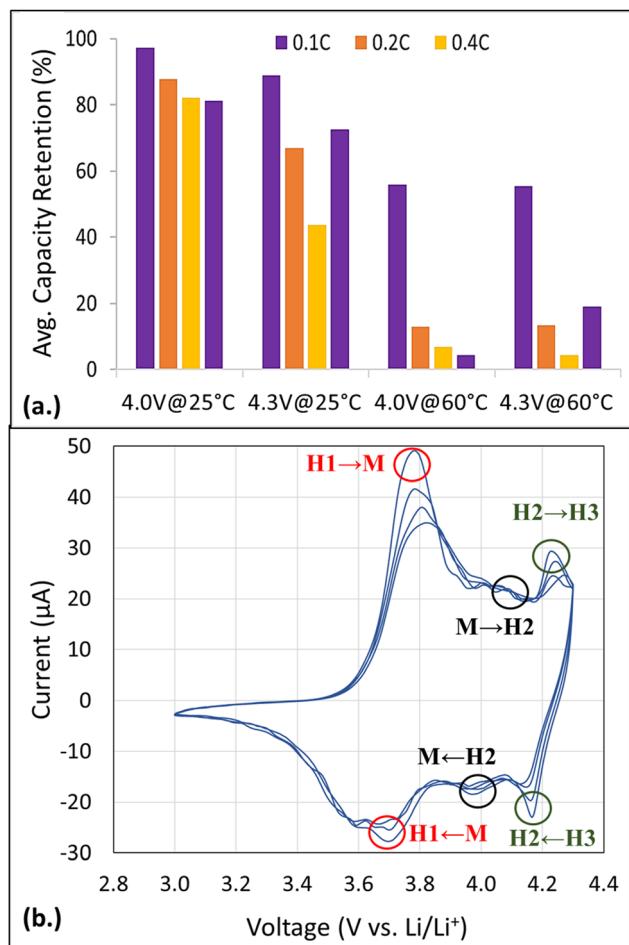 100
80
60
40
20
0
Avg. Capacity Retention (%)
0.1C 0.2C 0.4C
4.0V@25°C 4.3V@25°C 4.0V@60°C 4.3V@60°C
(a.)
50
40
30
20
10
0
-10
-20
-30
Current (µA)
H1→M
H2→H3
M→H2
M←H2
H1←M
H2←H3
2.8 3.0 3.2 3.4 3.6 3.8 4.0 4.2 4.4
(b.)
Voltage (V vs. Li/Li⁺)